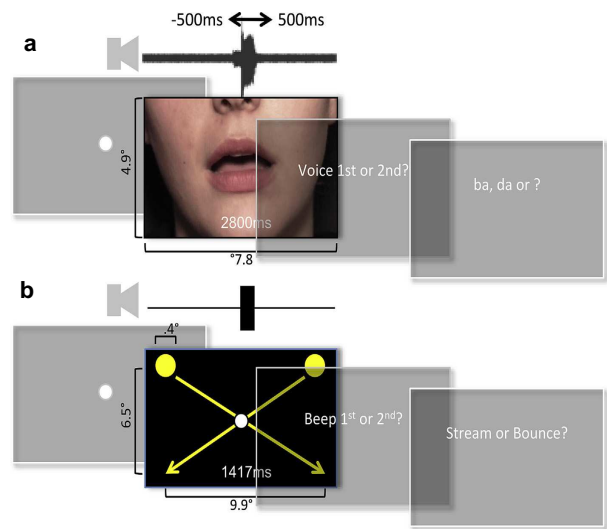 -500ms 500ms
a
4.9°
Voice 1st or 2nd?
ba, da or ?
2800ms
°7.8
b
.4°
6.5°
Beep 1st or 2nd?
Stream or Bounce?
1417ms
9.9°